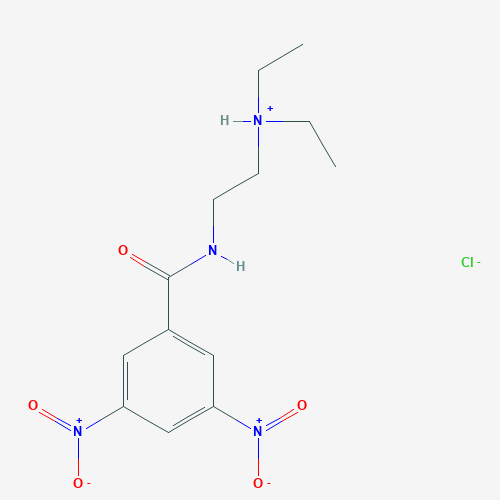 H N +
O
N
H
Cl -
O N + O -
N + O O -